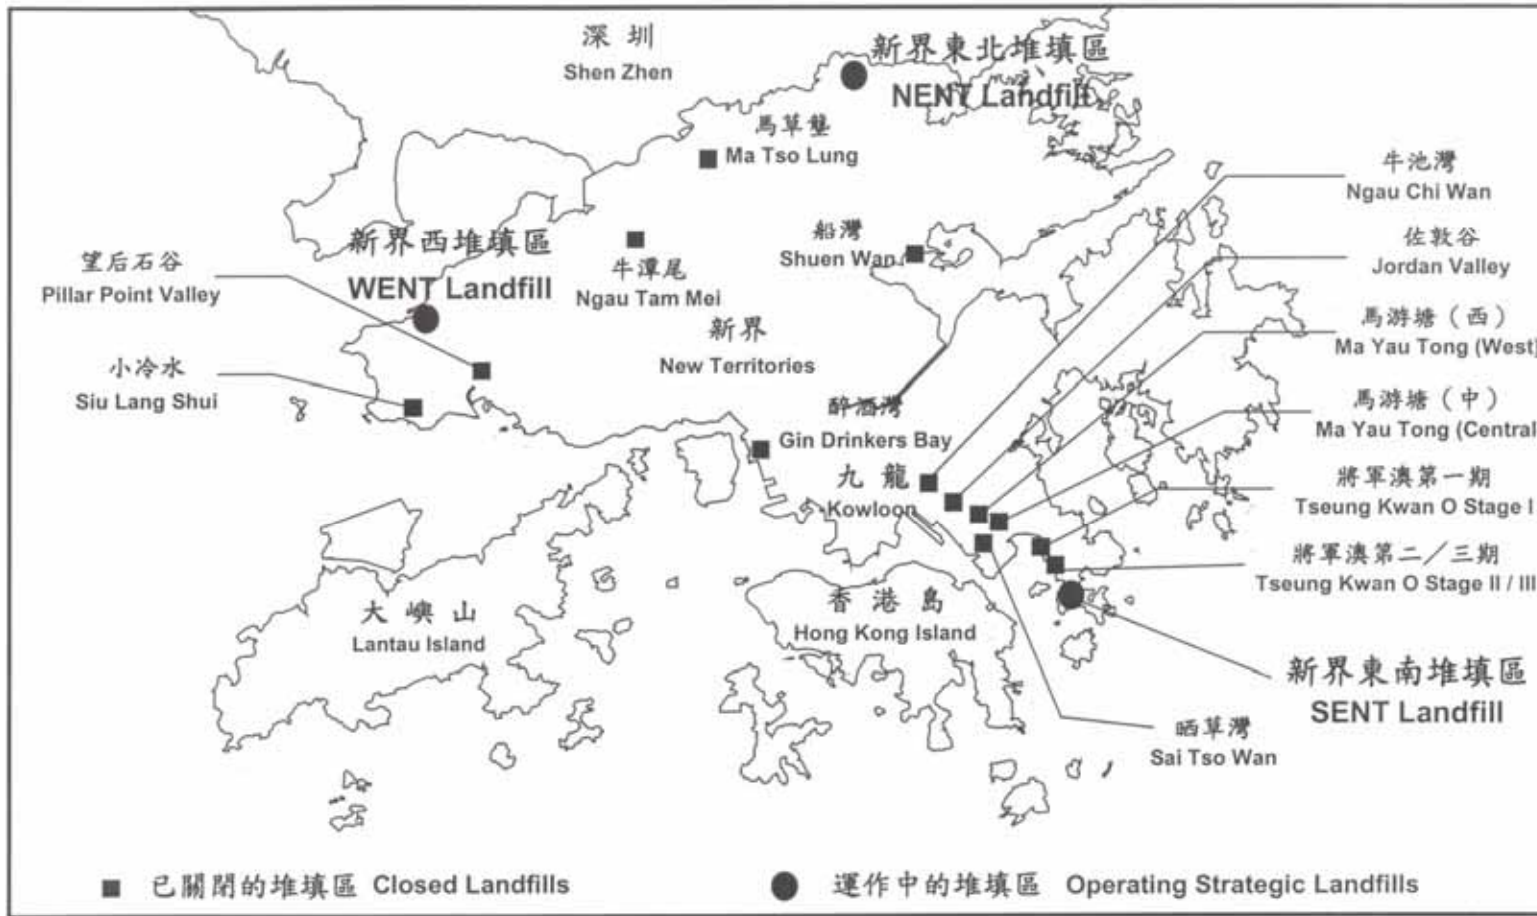 深 圳
Shen Zhen
新界東北堆填區
NENT Landfill
馬草壟
Ma Tso Lung
牛池灣
Ngau Chi Wan
船灣
Shuen Wan
佐敦谷
Jordan Valley
新界西堆填區
WENT Landfill
望后石谷
Pillar Point Valley
牛潭尾
Ngau Tam Mei
新界
New Territories
馬游塘（西）
Ma Yau Tong (West)
小冷水
Siu Lang Shui
醉酒灣
Gin Drinkers Bay
馬游塘（中）
Ma Yau Tong (Central
九 龍
Kowloon
將軍澳第一期
Tseung Kwan O Stage I
將軍澳第二／三期
Tseung Kwan O Stage II / III
大 嶼 山
Lantau Island
香 港 島
Hong Kong Island
新界東南堆填區
SENT Landfill
晒草灣
Sai Tso Wan
已關閉的堆填區 Closed Landfills
運作中的堆填區 Operating Strategic Landfills